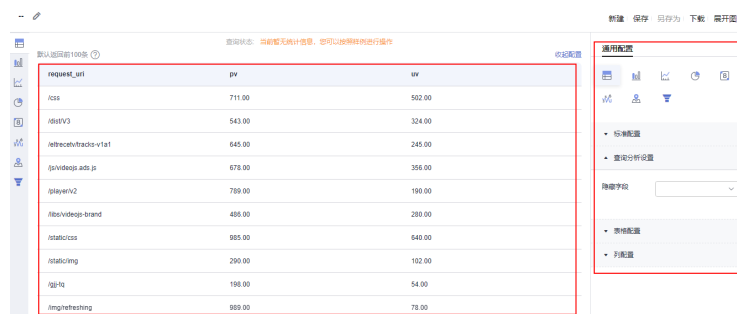 --
新建 保存 另存为 下载 展开图
查询状态: 当前暂无统计信息，您可以按照样例进行操作
默认返回前100条 ?
收起配置
request_uri pv uv
/css 711.00 502.00
/dist/V3 543.00 324.00
/eltrecetv/tracks-v1a1 645.00 245.00
/js/videojs.ads.js 678.00 356.00
/player/v2 789.00 190.00
/libs/videojs-brand 486.00 280.00
/static/css 985.00 640.00
/static/img 290.00 102.00
/gjj-tq 198.00 54.00
/img/refreshing 989.00 78.00
通用配置
标准配置
查询分析设置
隐藏字段
表格配置
列配置